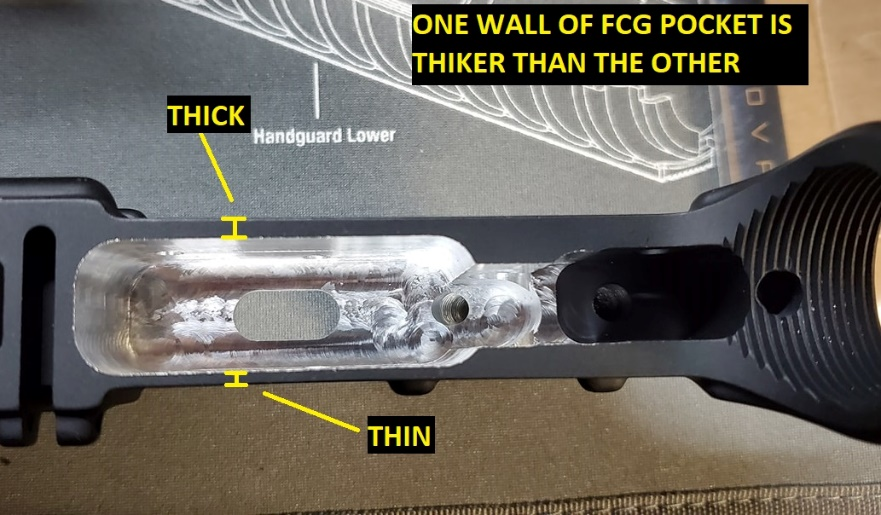 ONE WALL OF FCG POCKET IS
THIKER THAN THE OTHER
THICK
Handguard Lower
THIN